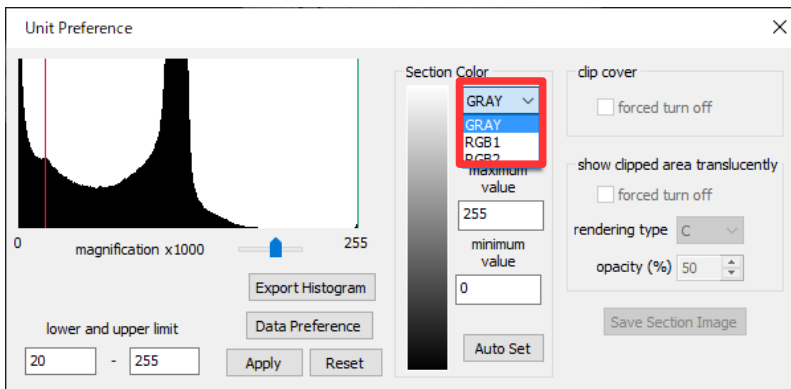 Unit Preference
0
magnification x1000
255
Export Histogram
lower and upper limit
Data Preference
20
-
255
Apply
Reset
Section Color
GRAY
GRAY
RGB1
RGB2
maximum
value
255
minimum
value
0
Auto Set
clip cover
forced turn off
show clipped area translucently
forced turn off
rendering type
C
opacity (%)
50
Save Section Image